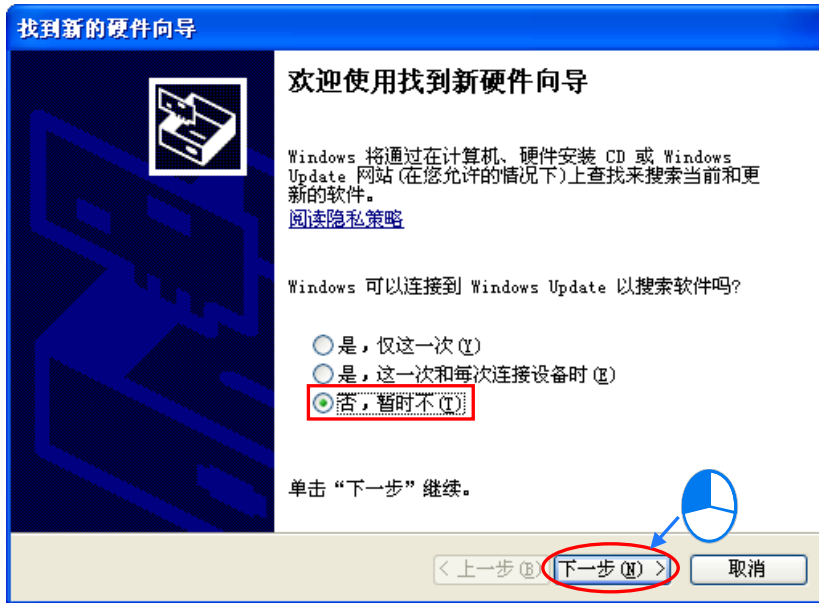 找到新的硬件向导
欢迎使用找到新硬件向导
Windows 将通过在计算机、硬件安装 CD 或 Windows
Update 网站(在您允许的情况下)上查找来搜索当前和更
新的软件。
阅读隐私策略
Windows 可以连接到 Windows Update 以搜索软件吗?
是，仅这一次(Y)
是，这一次和每次连接设备时(E)
否，暂时不(T)
单击“下一步”继续。
< 上一步(B) 下一步(N) > 取消